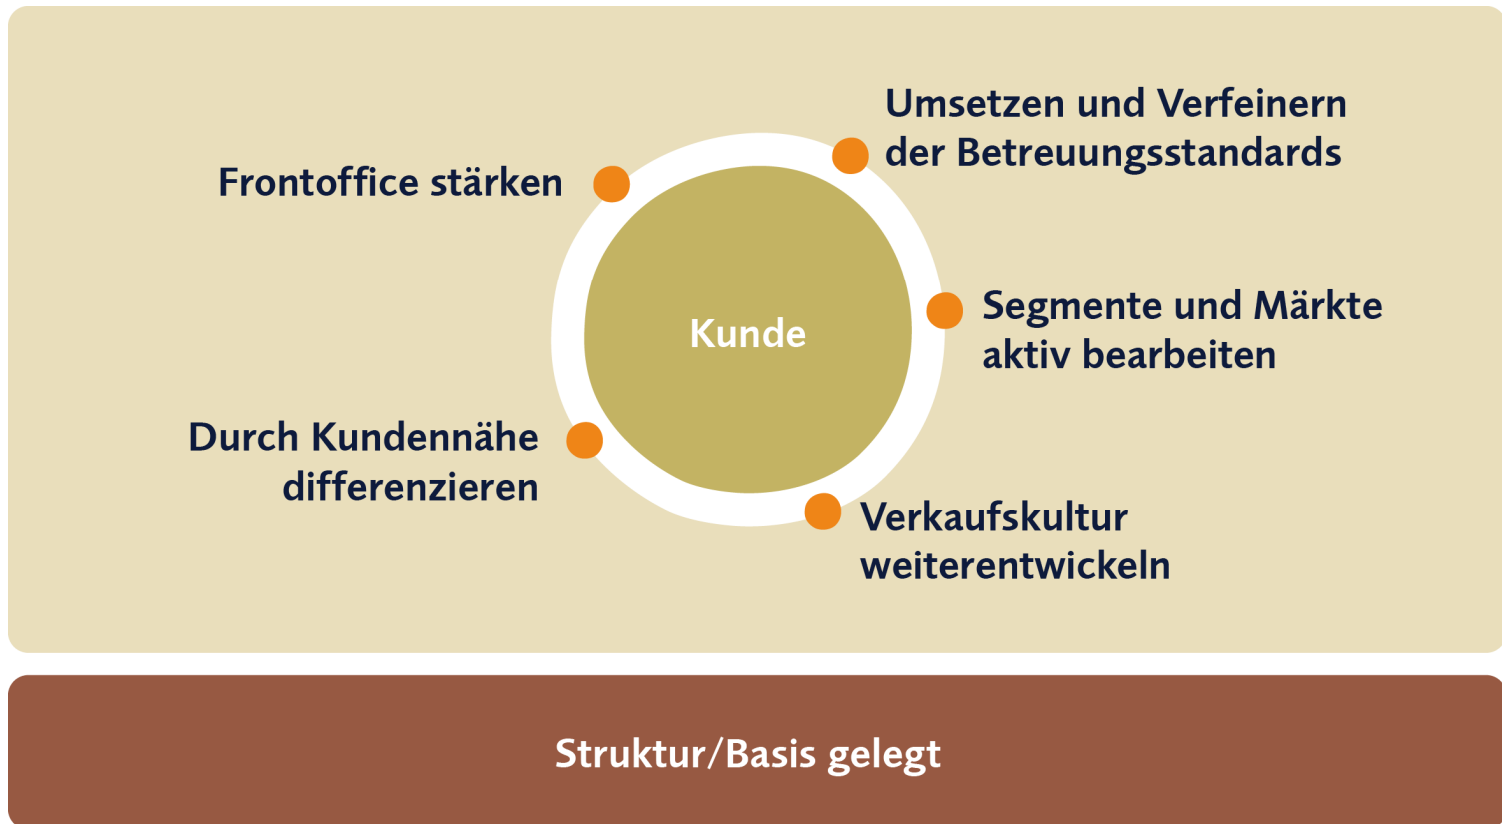 Umsetzen und Verfeinern
der Betreuungsstandards
Frontoffice stärken
Segmente und Märkte
aktiv bearbeiten
Kunde
Durch Kundennähe
differenzieren
Verkaufskultur
weiterentwickeln
Struktur/Basis gelegt